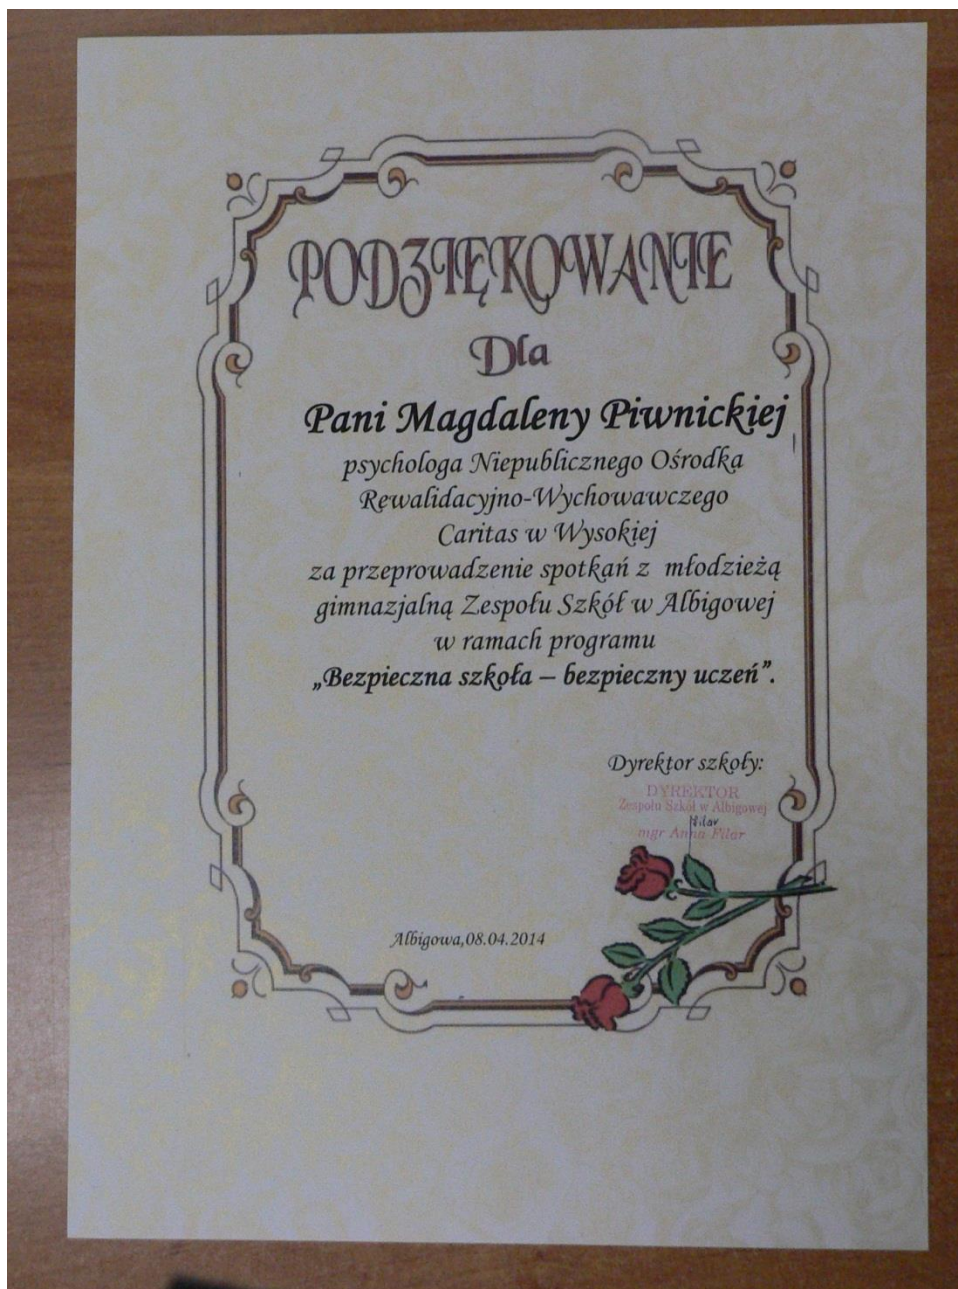 PODZIĘKOWANIE
Dla
Pani Magdaleny Piwnickiej
psychologa Niepublicznego Ośrodka
Rewalidacyjno-Wychowawczego
Caritas w Wysokiej
za przeprowadzenie spotkań z młodzieżą
gimnazjalną Zespołu Szkół w Albigowej
w ramach programu
„Bezpieczna szkoła – bezpieczny uczeń”.
Dyrektor szkoły:
DYREKTOR
Zespołu Szkół w Albigowej
Filar
mgr Anna Filar
Albigowa,08.04.2014